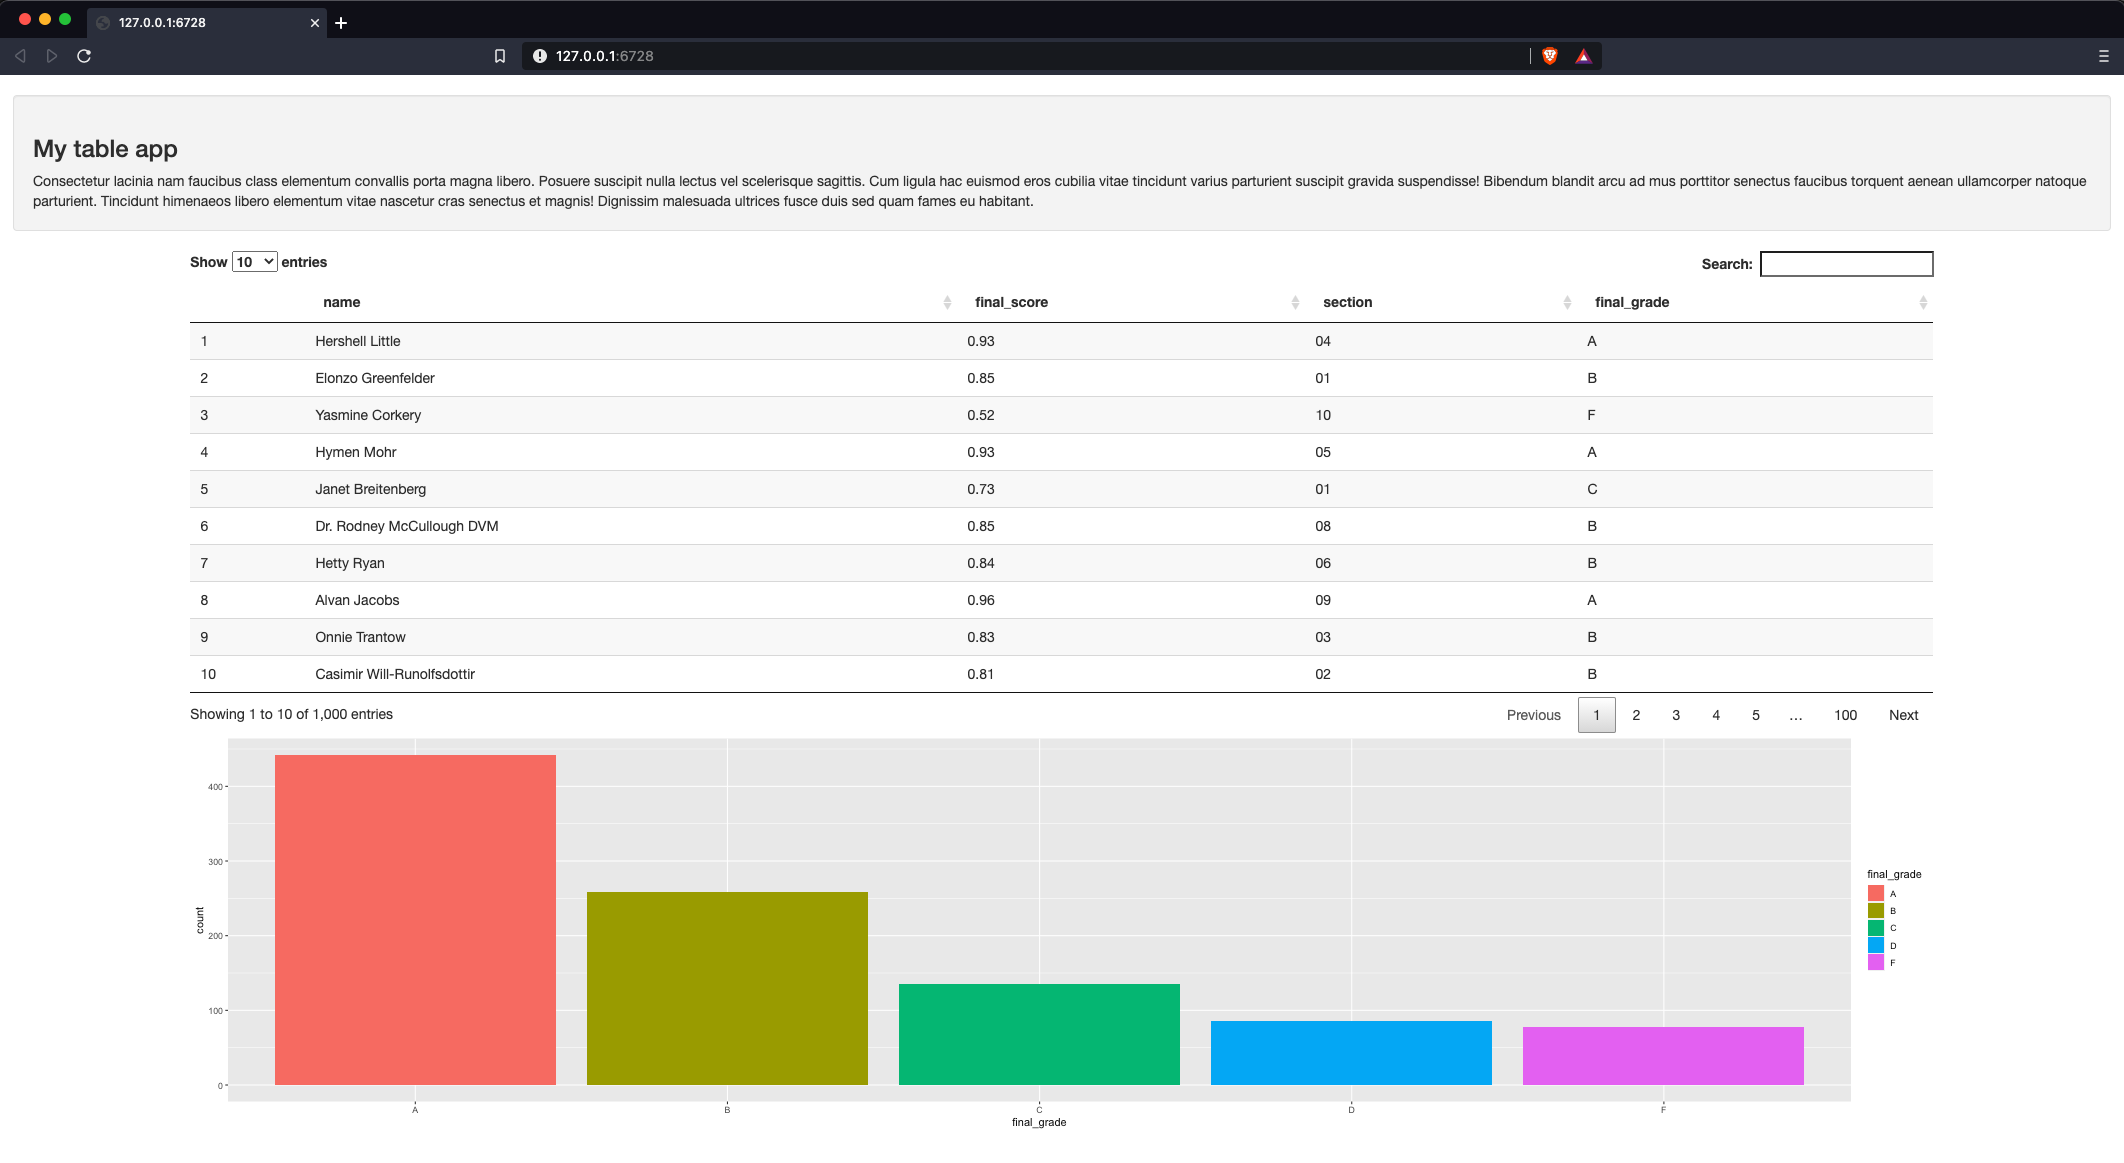 127.0.0.1:6728
127.0.0.1:6728
My table app
Consectetur lacinia nam faucibus class elementum convallis porta magna libero. Posuere suscipit nulla lectus vel scelerisque sagittis. Cum ligula hac euismod eros cubilia vitae tincidunt varius parturient suscipit gravida suspendisse! Bibendum blandit arcu ad mus porttitor senectus faucibus torquent aenean ullamcorper natoque
parturient. Tincidunt himenaeos libero elementum vitae nascetur cras senectus et magnis! Dignissim malesuada ultrices fusce duis sed quam fames eu habitant.
Show 10 entries Search:
name final_score section final_grade
1 Hershell Little 0.93 04 A
2 Elonzo Greenfelder 0.85 01 B
3 Yasmine Corkery 0.52 10 F
4 Hymen Mohr 0.93 05 A
5 Janet Breitenberg 0.73 01 C
6 Dr. Rodney McCullough DVM 0.85 08 B
7 Hetty Ryan 0.84 06 B
8 Alvan Jacobs 0.96 09 A
9 Onnie Trantow 0.83 03 B
10 Casimir Will-Runolfsdottir 0.81 02 B
Showing 1 to 10 of 1,000 entries Previous 1 2 3 4 5 … 100 Next
400
300
200
100
0
count
A B C D F
final_grade
final_grade
A
B
C
D
F